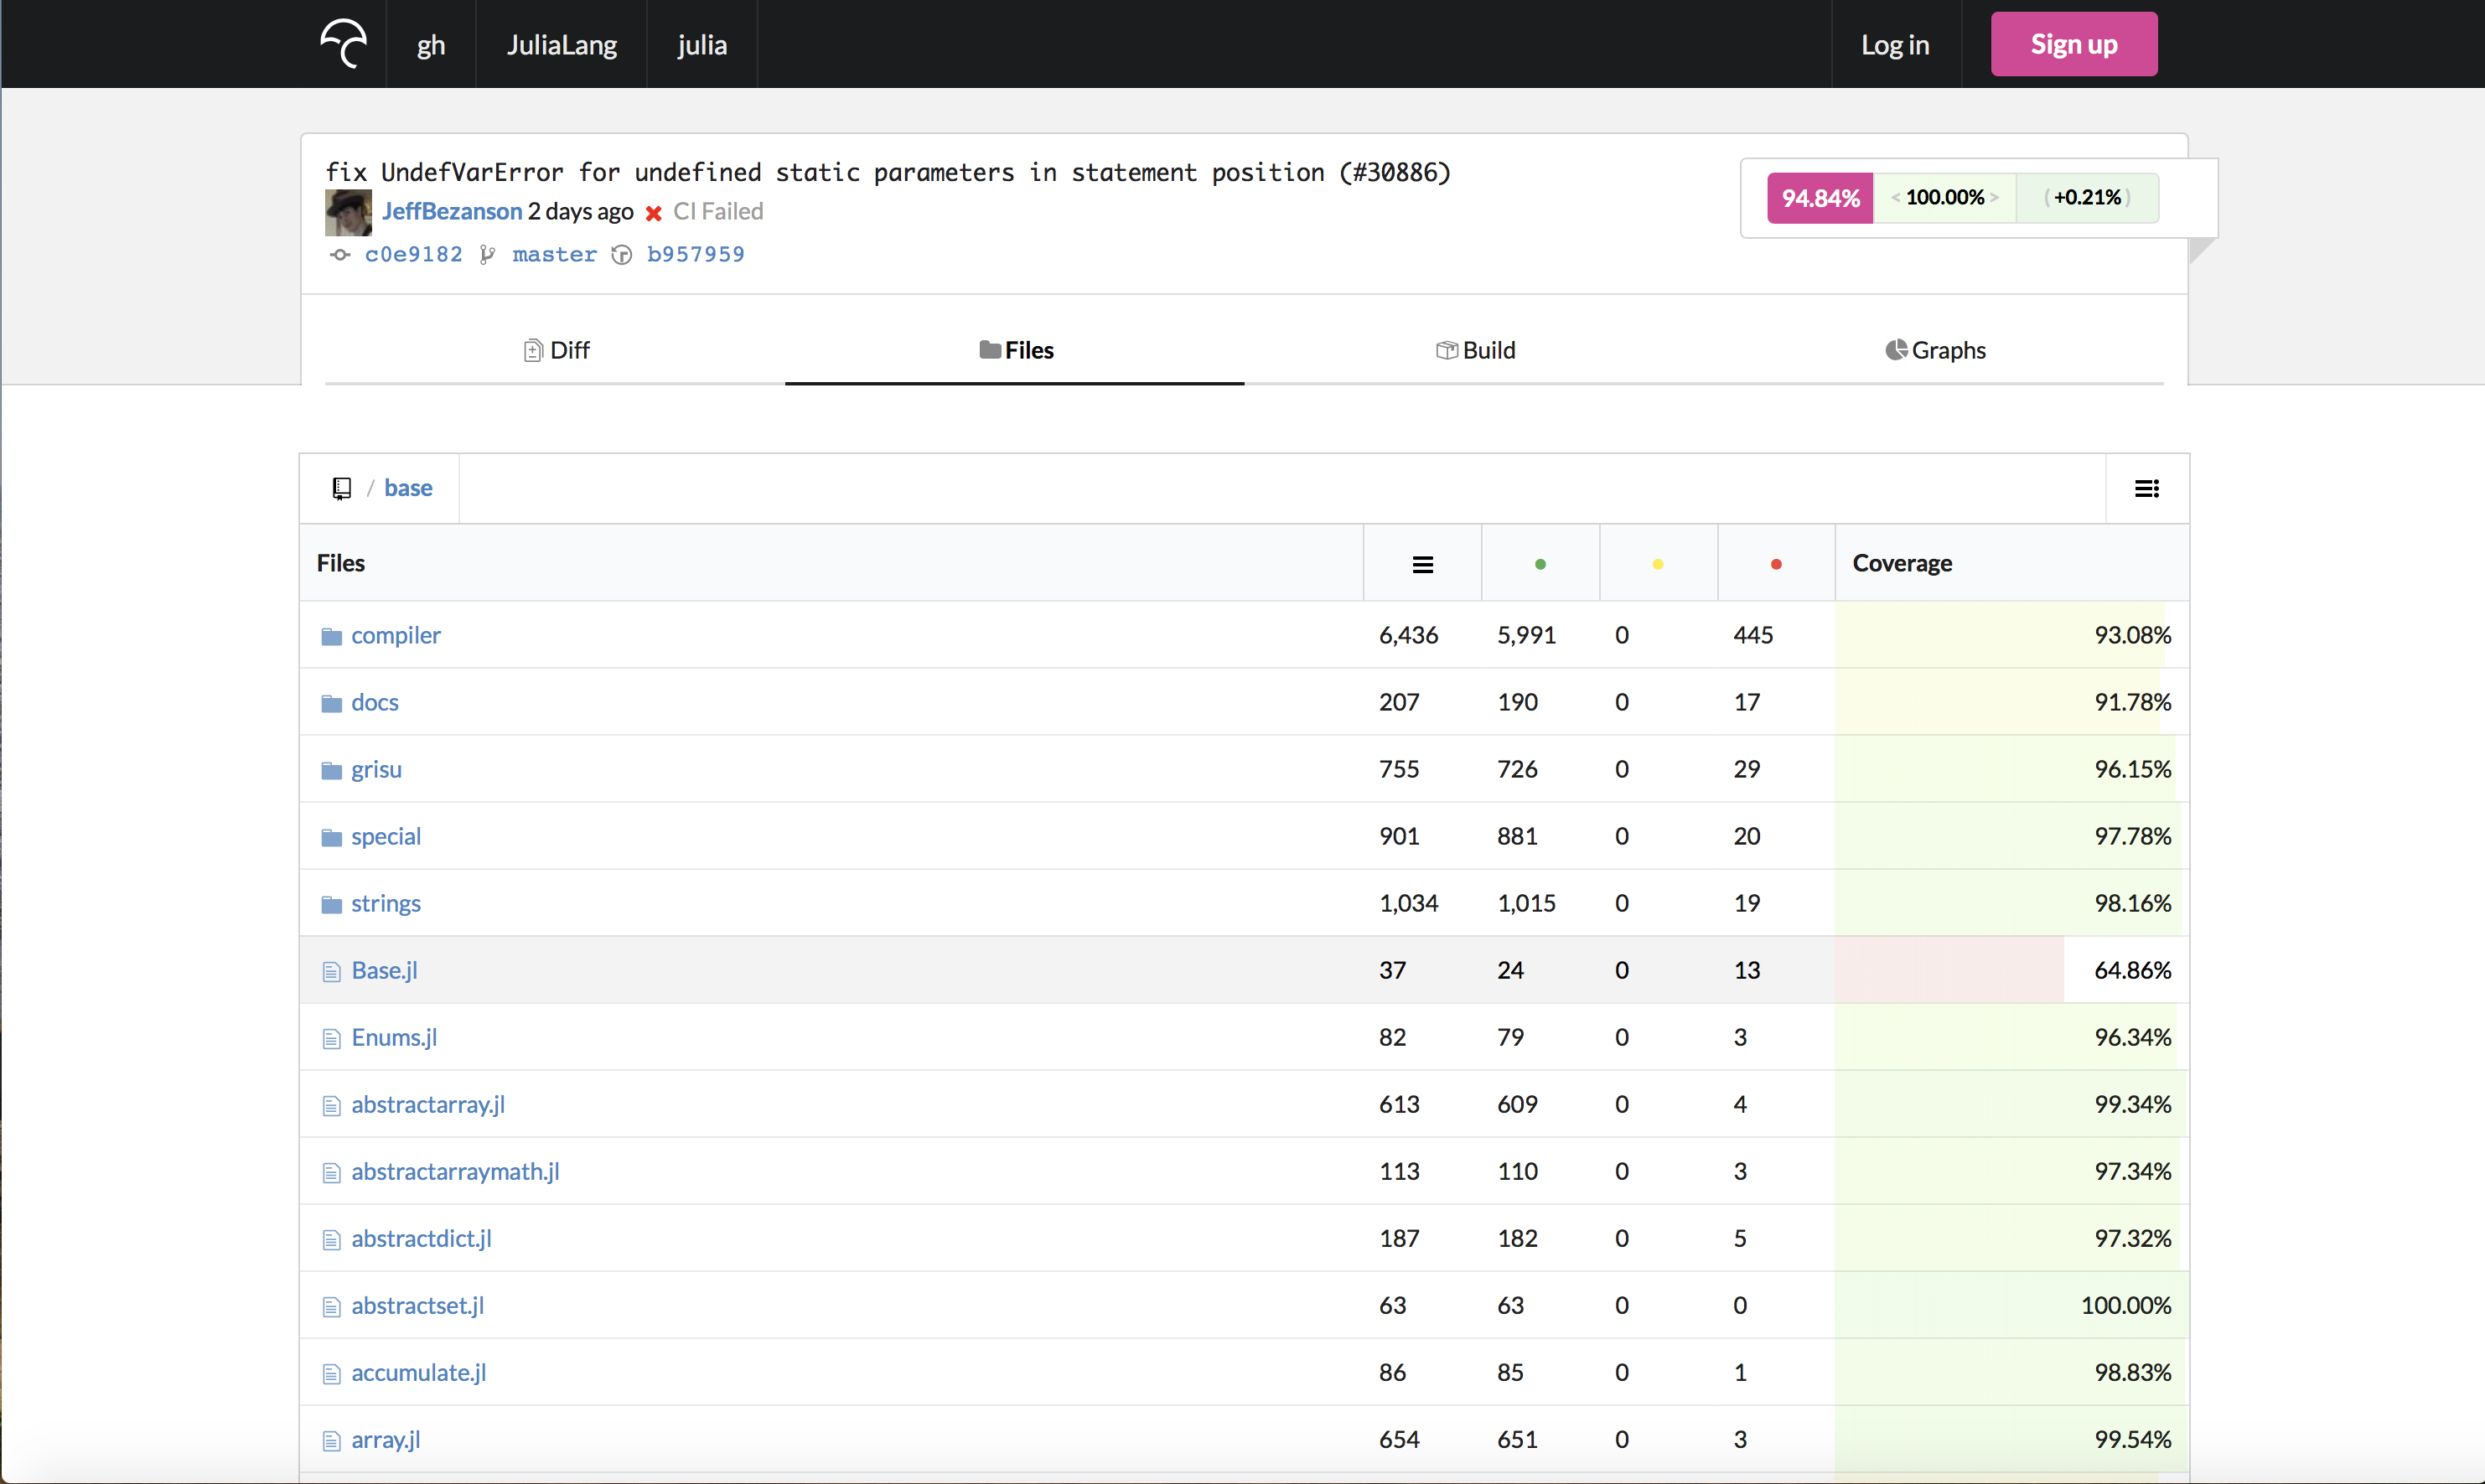 gh JuliaLang julia Log in Sign up
fix UndefVarError for undefined static parameters in statement position (#30886)
94.84% < 100.00% > ( +0.21% )
JeffBezanson 2 days ago CI Failed
c0e9182 master b957959
Diff Files Build Graphs
/ base
Files Coverage
compiler 6,436 5,991 0 445 93.08%
docs 207 190 0 17 91.78%
grisu 755 726 0 29 96.15%
special 901 881 0 20 97.78%
strings 1,034 1,015 0 19 98.16%
Base.jl 37 24 0 13 64.86%
Enums.jl 82 79 0 3 96.34%
abstractarray.jl 613 609 0 4 99.34%
abstractarraymath.jl 113 110 0 3 97.34%
abstractdict.jl 187 182 0 5 97.32%
abstractset.jl 63 63 0 0 100.00%
accumulate.jl 86 85 0 1 98.83%
array.jl 654 651 0 3 99.54%